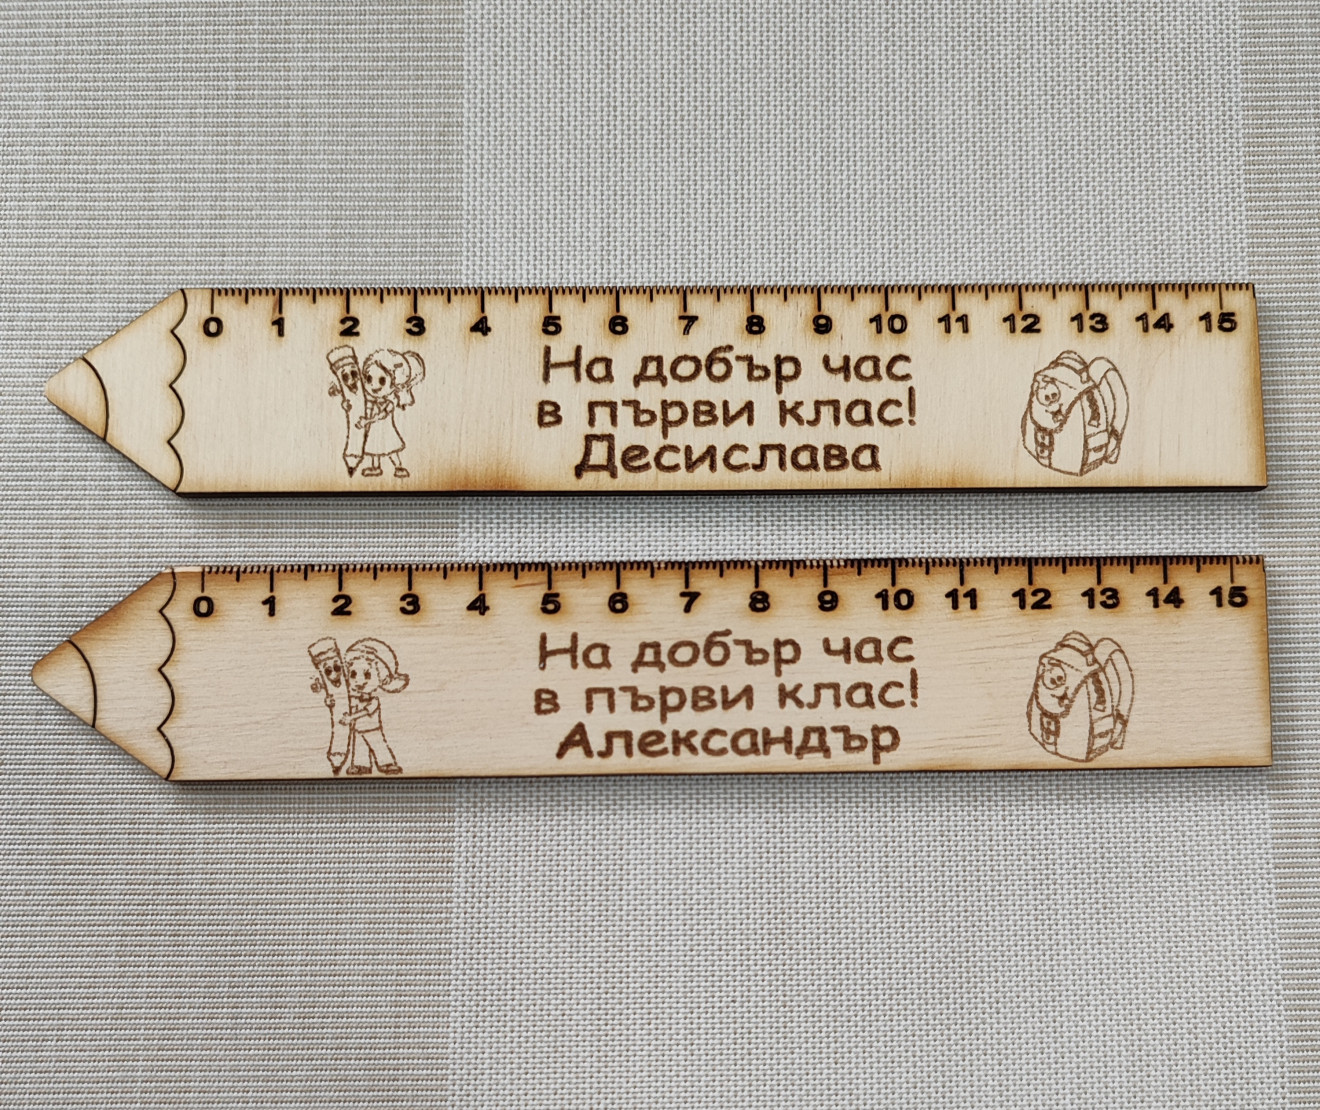 0 1 2 3 4 5 6 7 8 9 10 11 12 13 14 15
На добър час
в първи клас!
Десислава
0 1 2 3 4 5 6 7 8 9 10 11 12 13 14 15
На добър час
в първи клас!
Александър